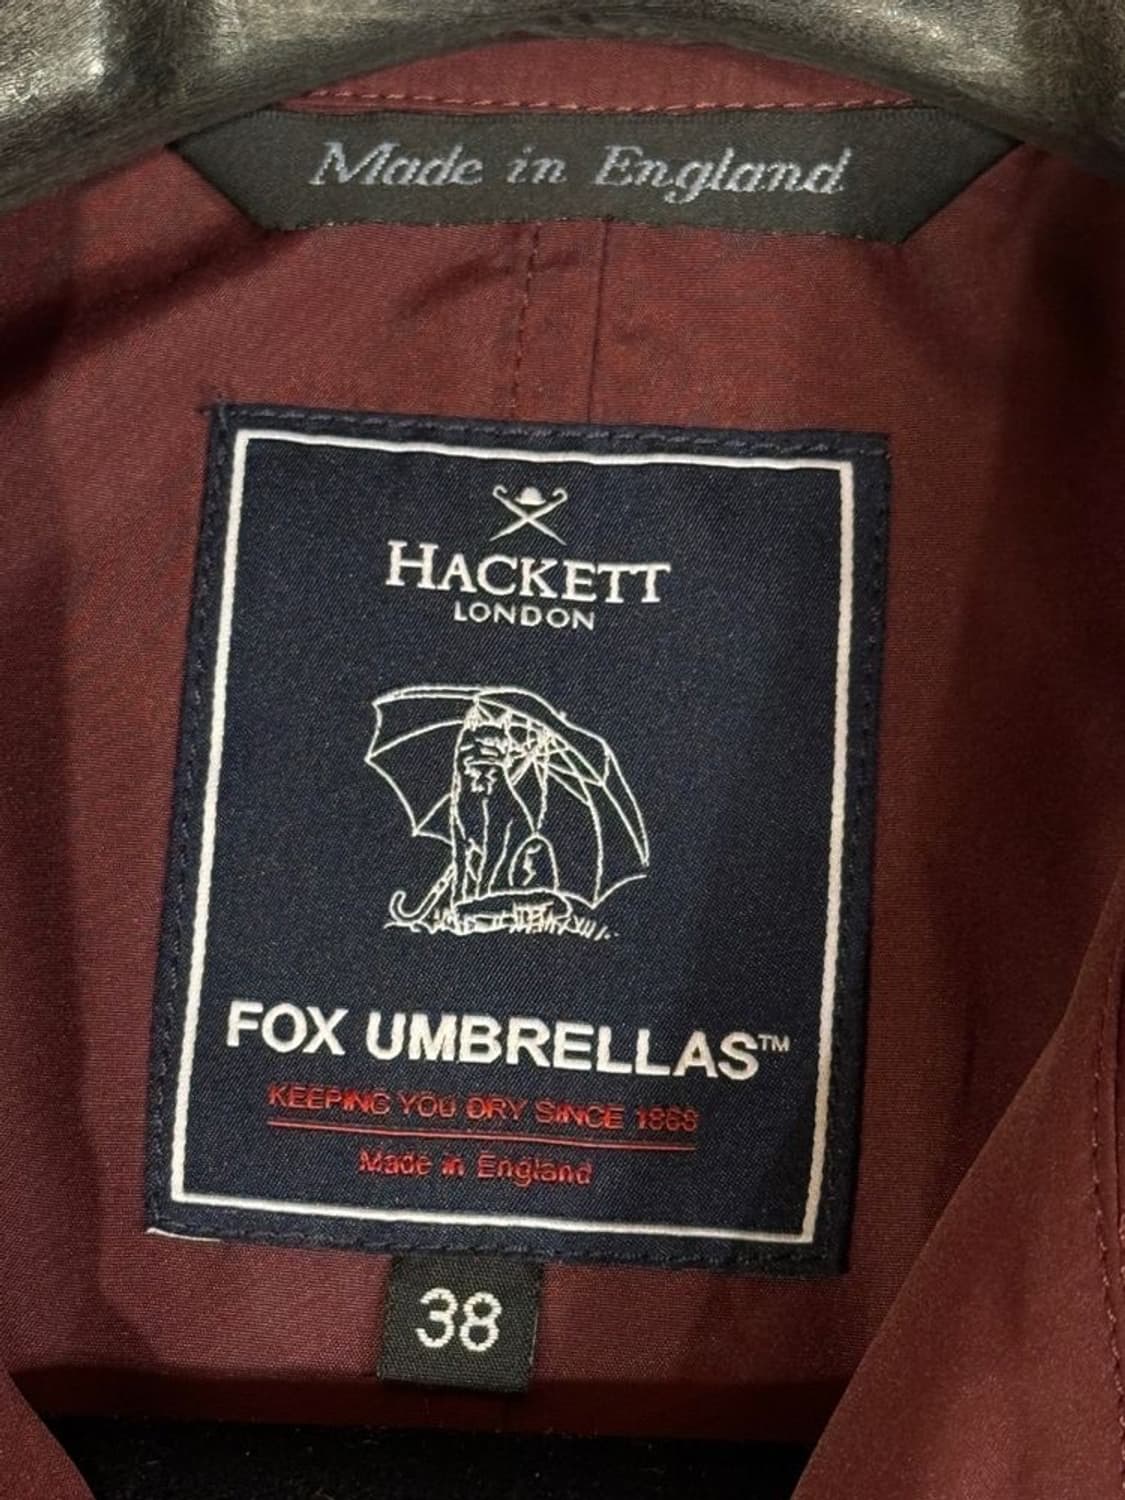 Made in England
HACKETT
LONDON
FOX UMBRELLAS™
KEEPING YOU DRY SINCE 1868
Made in England
38